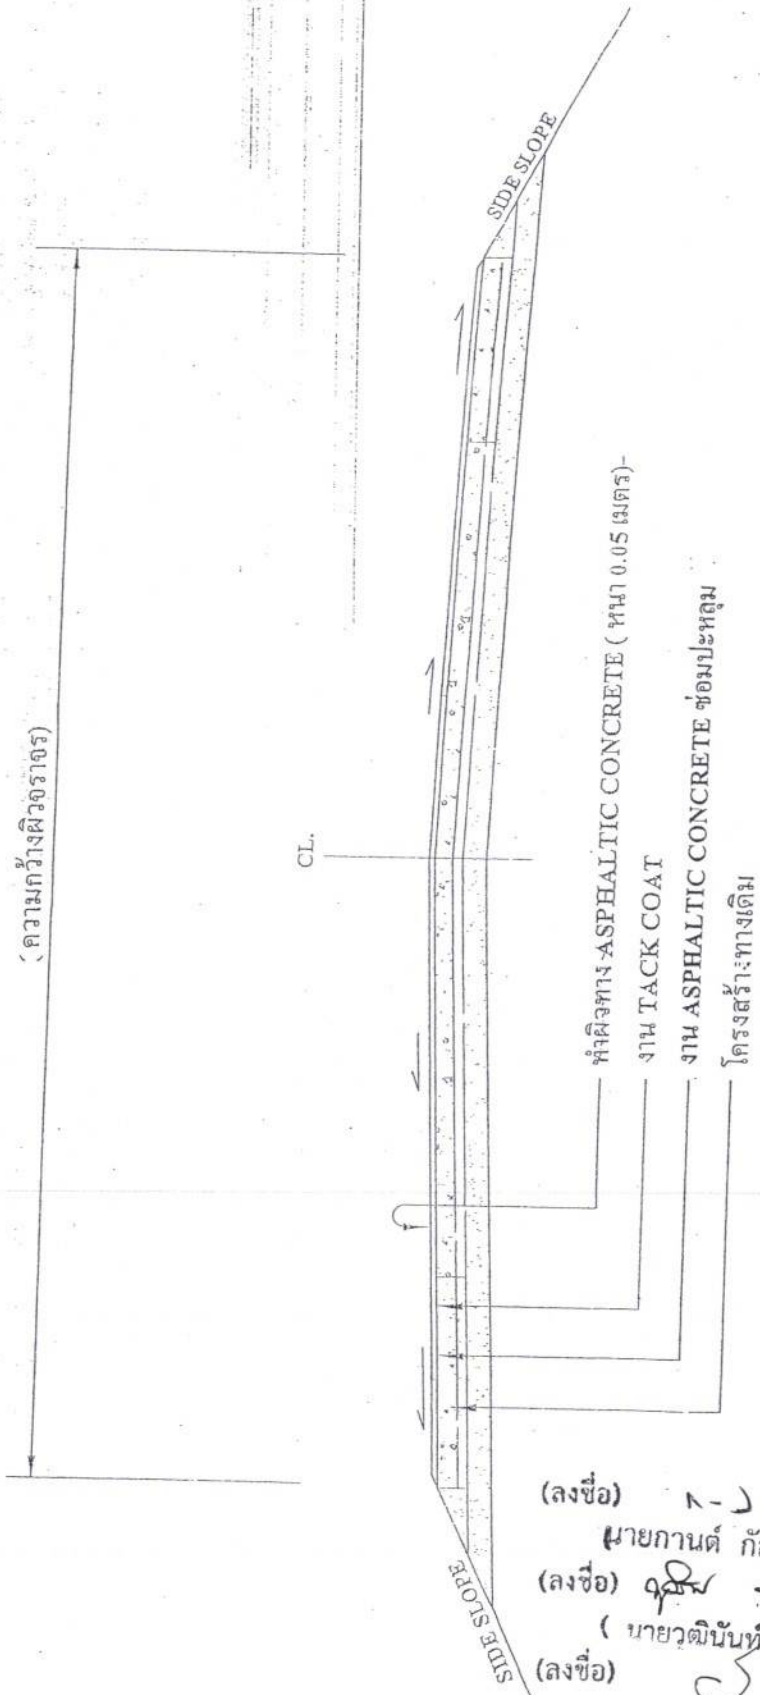 (ความกว้างผิวจราจร)
CL.
SIDE SLOPE
SIDE SLOPE
ทำผิวทาง ASPHALTIC CONCRETE ( หนา 0.05 เมตร)
งาน TACK COAT
งาน ASPHALTIC CONCRETE ซ่อมปะหลุม
โครงสร้างทางเดิม
(ลงชื่อ)
นายกานต์
(ลงชื่อ)
( นายวุฒินันท์
(ลงชื่อ)